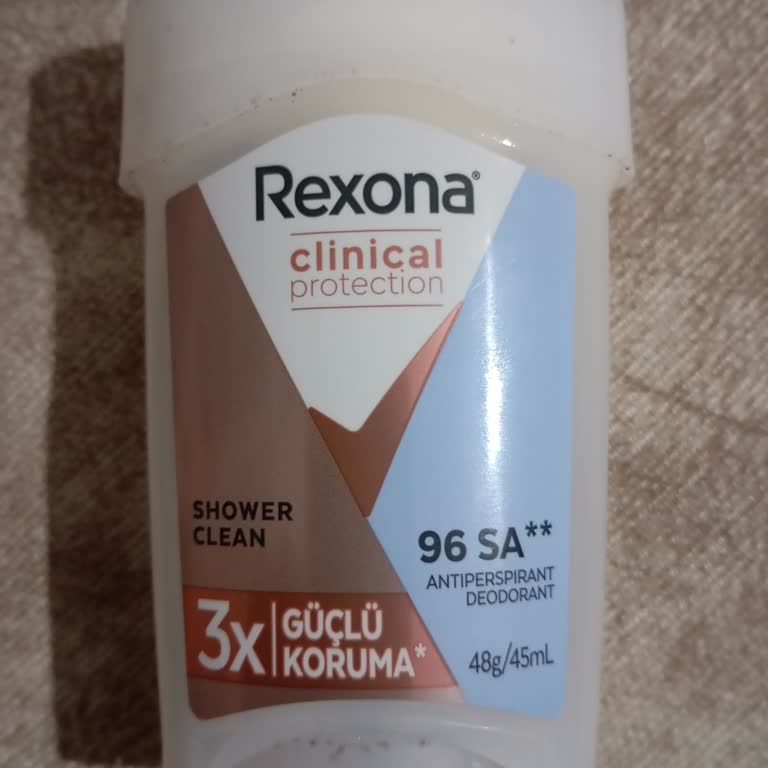 Rexona®
clinical
protection
SHOWER
CLEAN
96 SA**
ANTIPERSPIRANT
DEODORANT
3x GÜÇLÜ
KORUMA*
48g/45mL